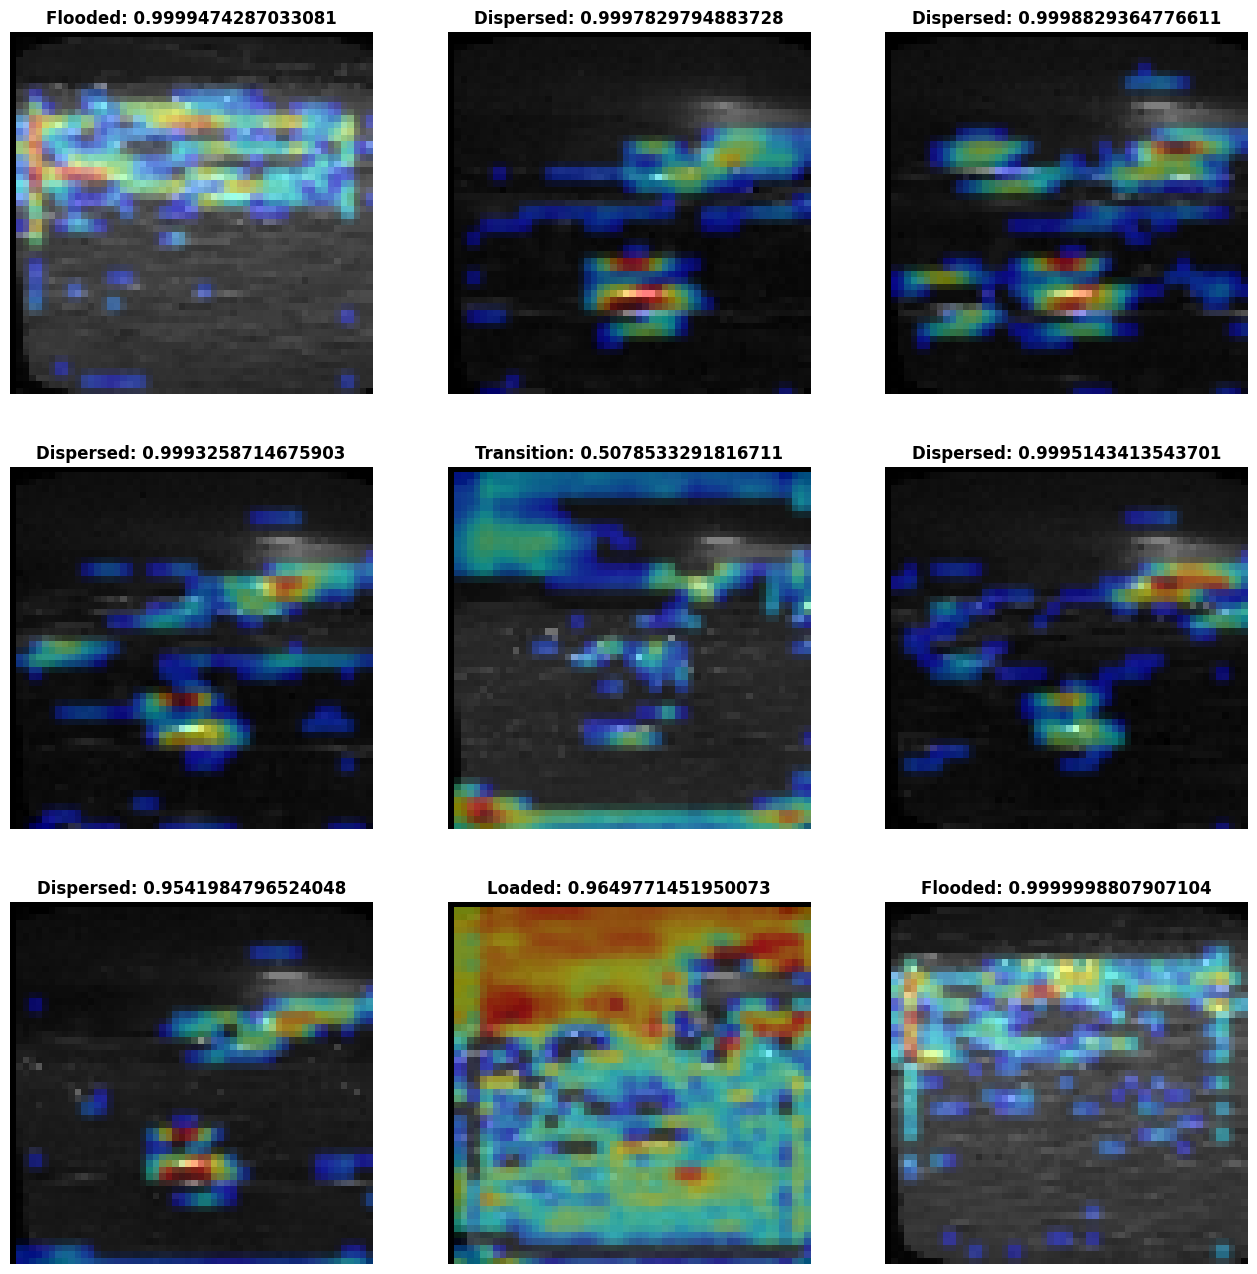 Flooded: 0.9999474287033081
Dispersed: 0.9997829794883728
Dispersed: 0.9998829364776611
Dispersed: 0.9993258714675903
Transition: 0.5078533291816711
Dispersed: 0.9995143413543701
Dispersed: 0.9541984796524048
Loaded: 0.9649771451950073
Flooded: 0.9999998807907104